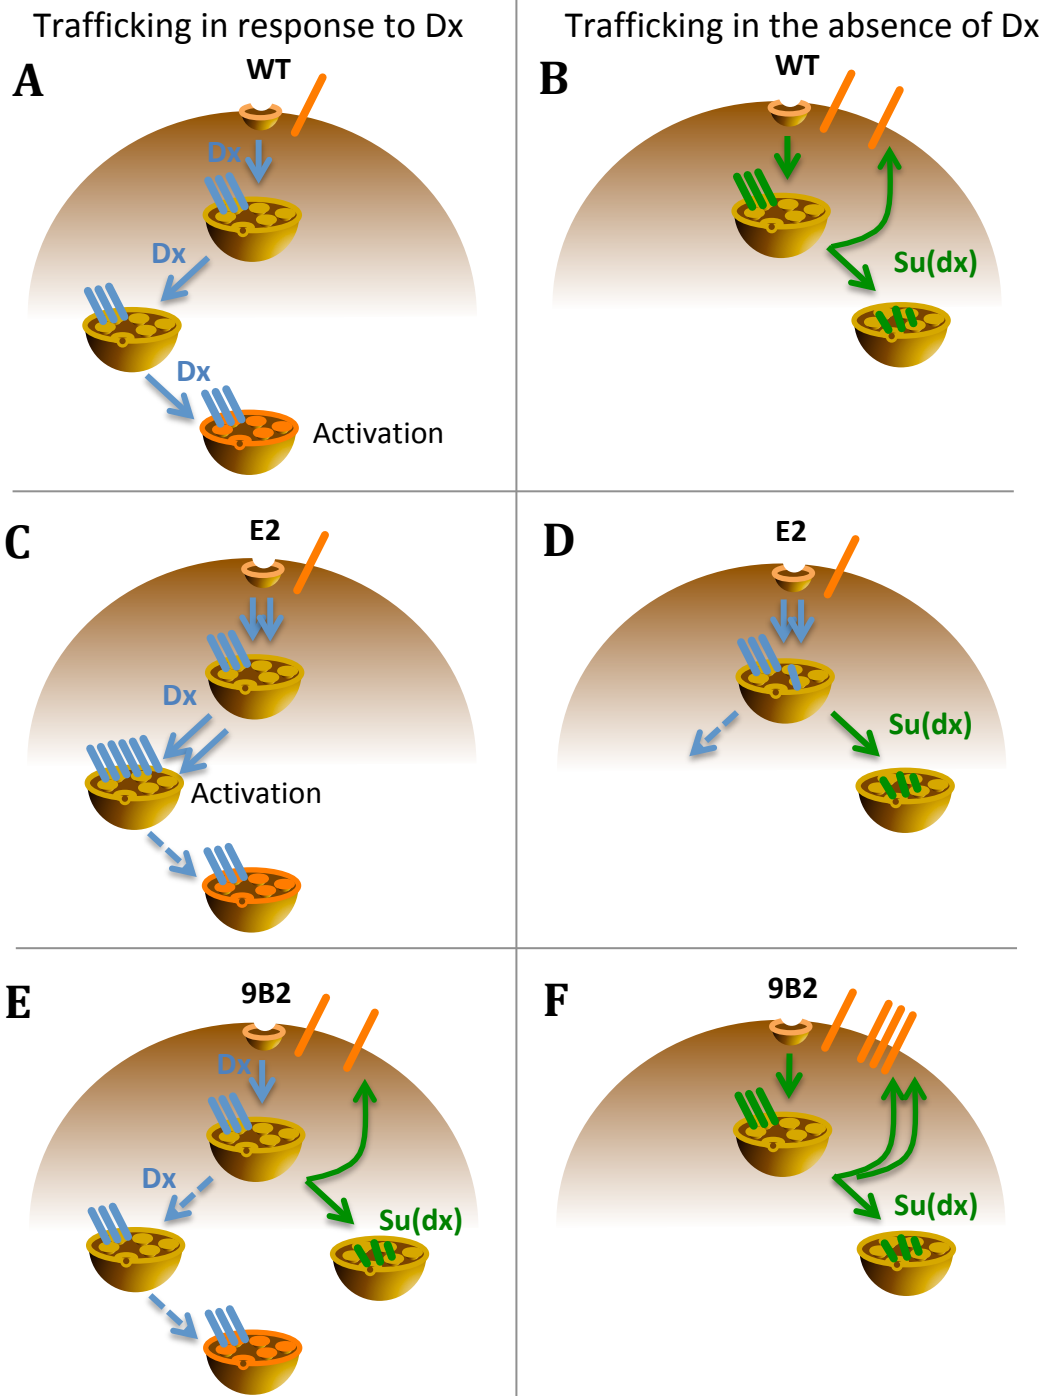 Trafficking in response to Dx
Trafficking in the absence of Dx
A
WT
Dx
Dx
Dx
Activation
B
WT
Su(dx)
C
E2
Dx
Activation
D
E2
Su(dx)
E
9B2
Dx
Dx
Su(dx)
F
9B2
Su(dx)